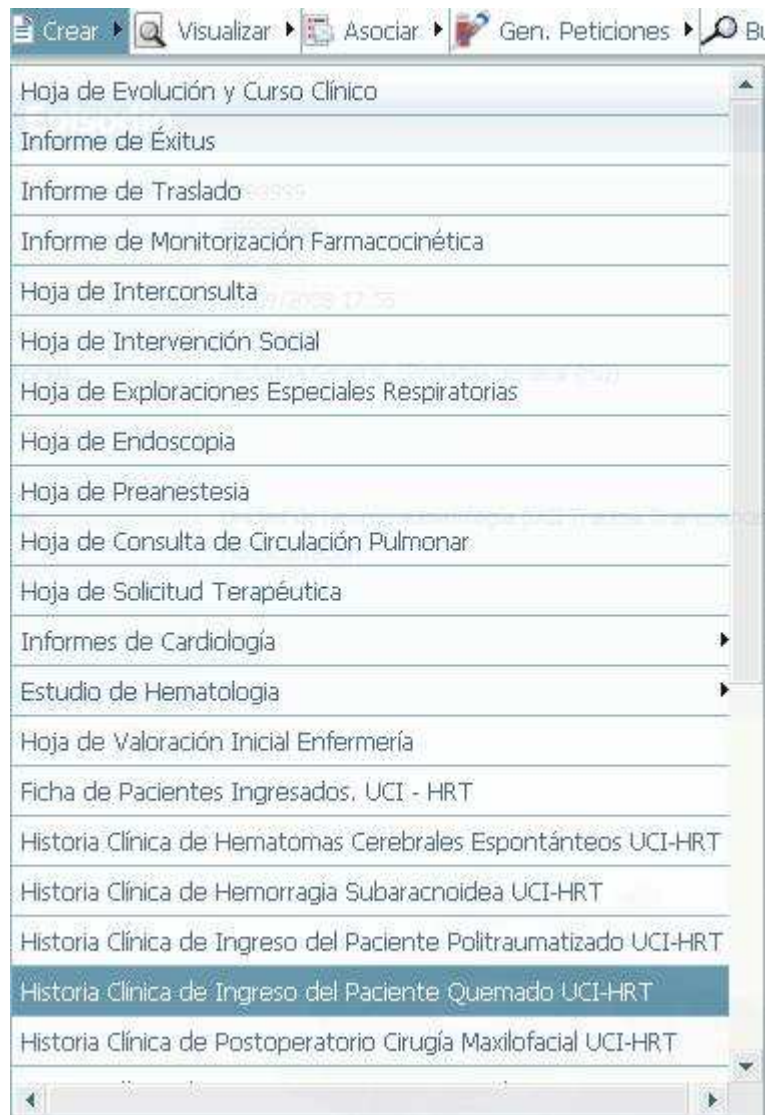 Crear Visualizar Asociar Gen. Peticiones
Hoja de Evolución y Curso Clínico
Informe de Éxitus
Informe de Traslado
Informe de Monitorización Farmacocinética
Hoja de Interconsulta
Hoja de Intervención Social
Hoja de Exploraciones Especiales Respiratorias
Hoja de Endoscopia
Hoja de Preanestesia
Hoja de Consulta de Circulación Pulmonar
Hoja de Solicitud Terapéutica
Informes de Cardiología
Estudio de Hematologia
Hoja de Valoración Inicial Enfermería
Ficha de Pacientes Ingresados. UCI - HRT
Historia Clínica de Hematomas Cerebrales Espontánteos UCI-HRT
Historia Clínica de Hemorragia Subaracnoidea UCI-HRT
Historia Clínica de Ingreso del Paciente Politraumatizado UCI-HRT
Historia Clínica de Ingreso del Paciente Quemado UCI-HRT
Historia Clínica de Postoperatorio Cirugía Maxilofacial UCI-HRT